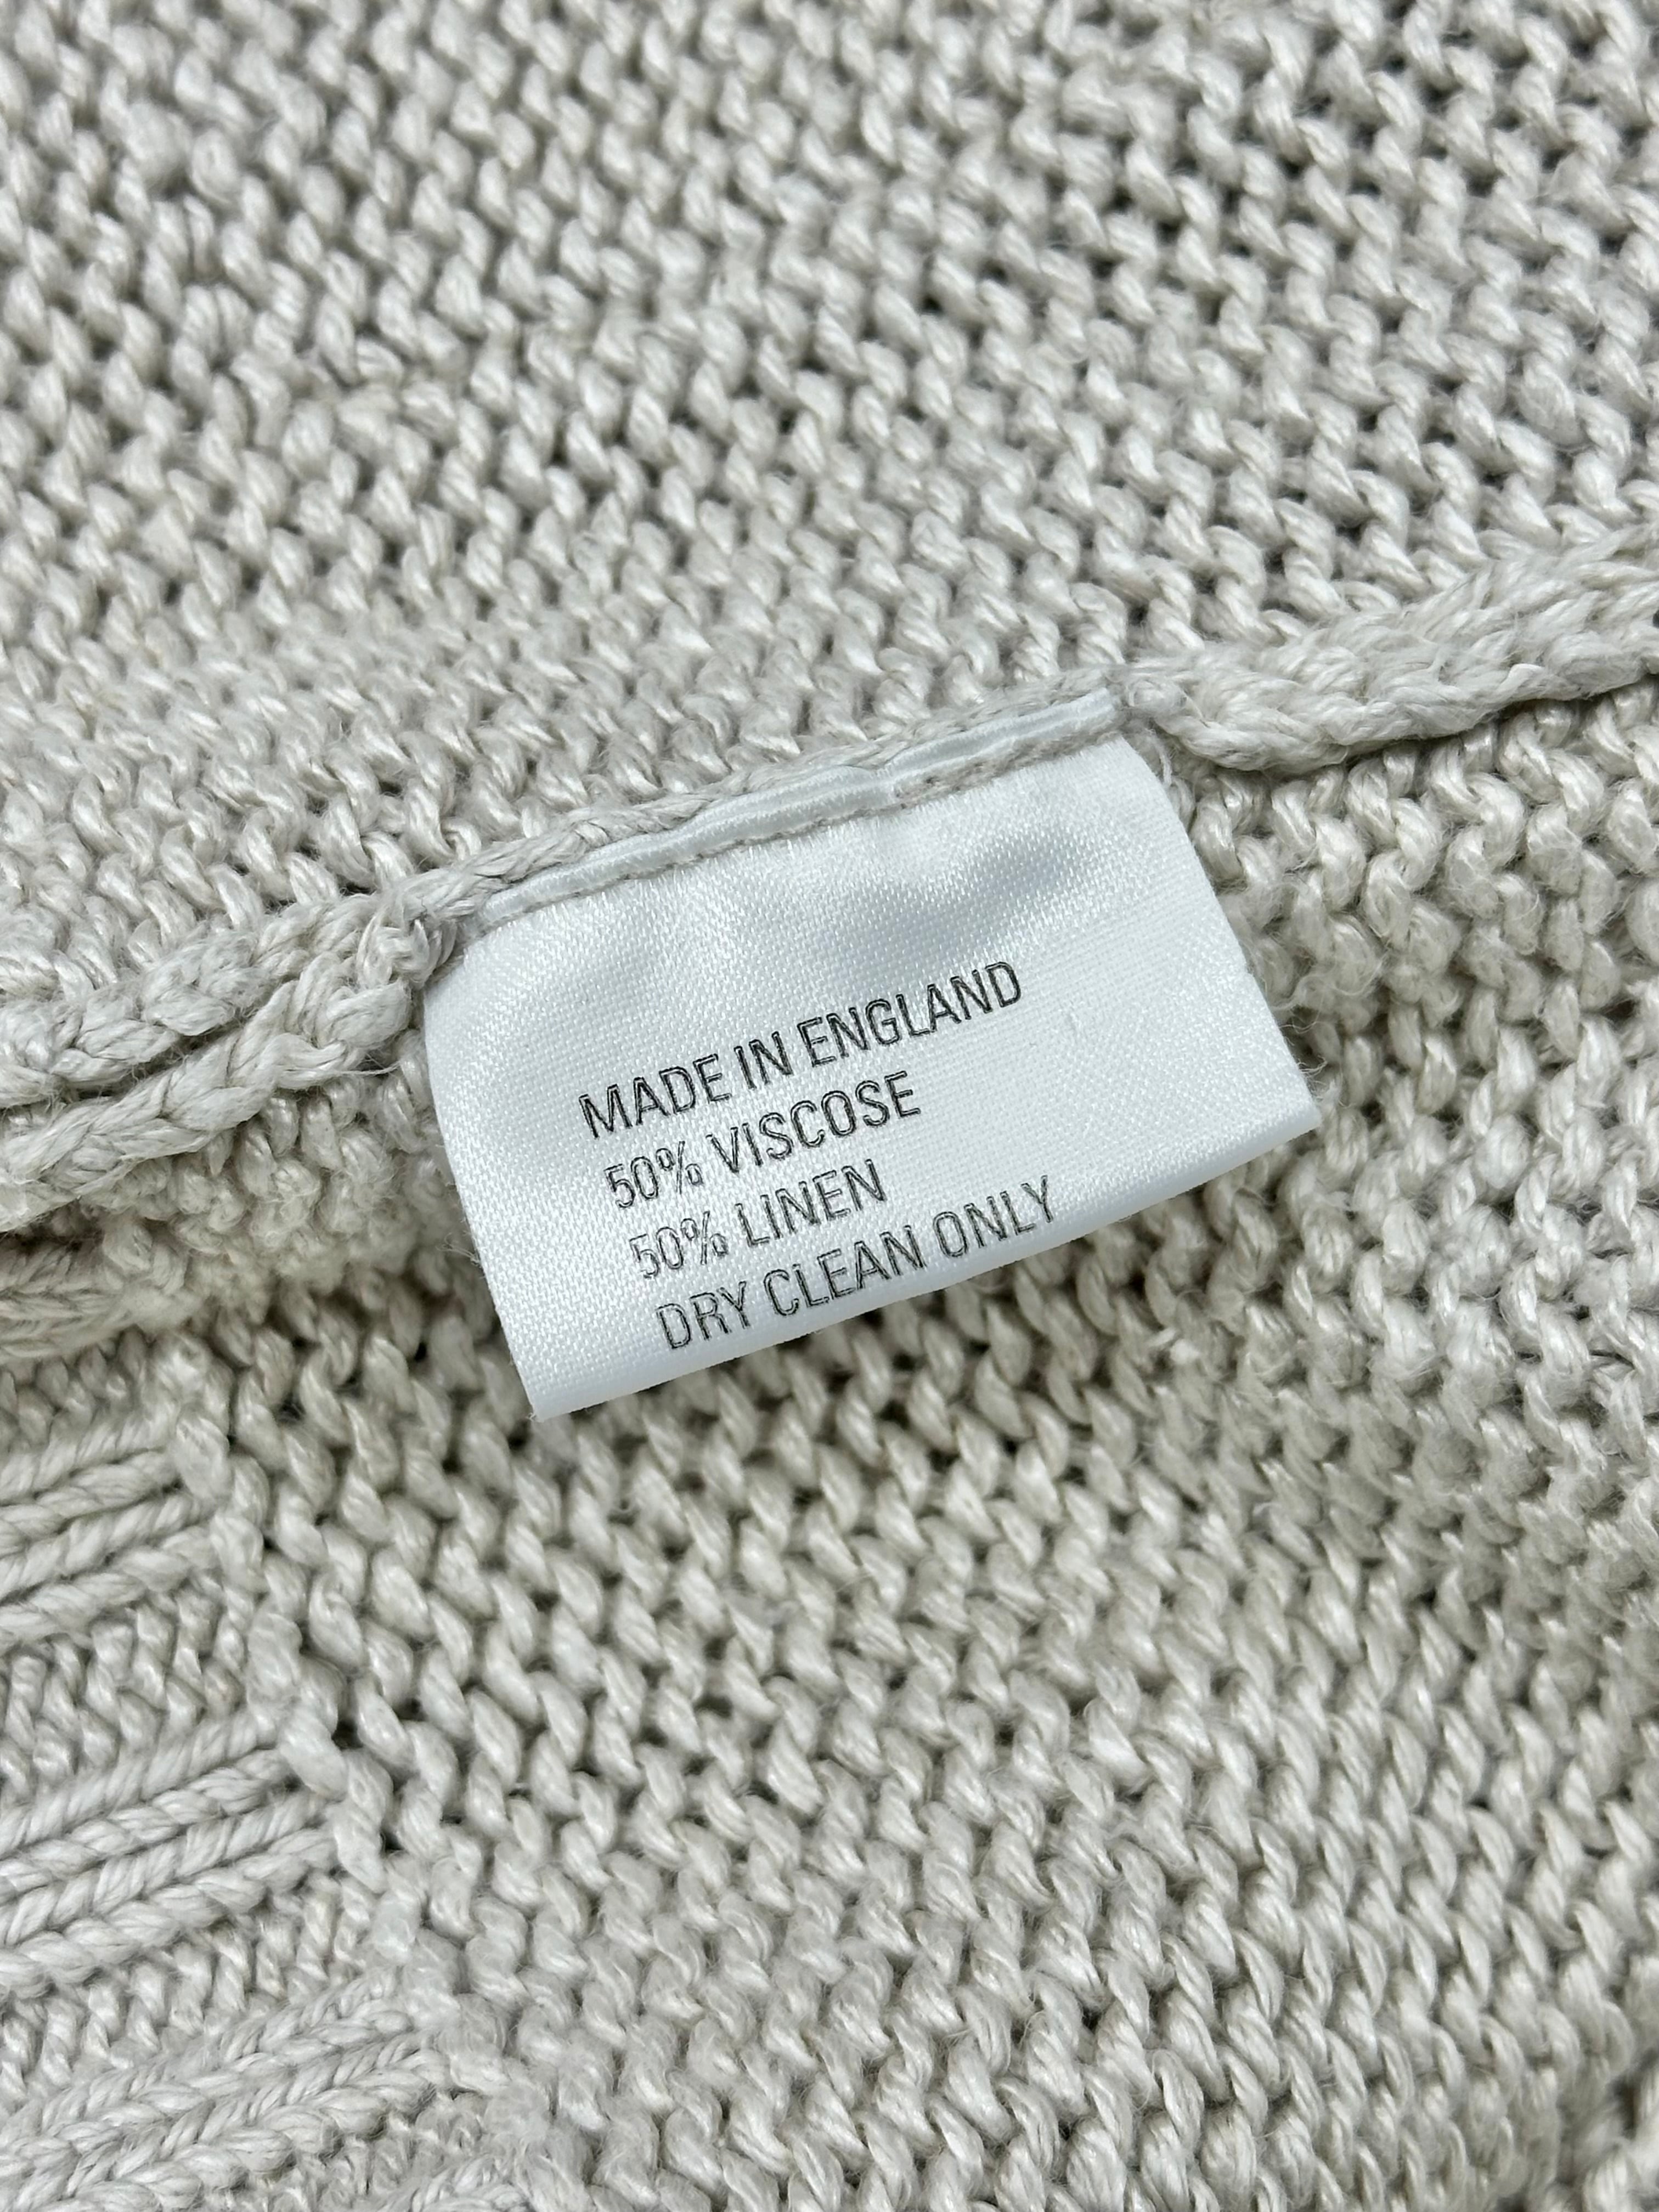 MADE IN ENGLAND
50% VISCOSE
50% LINEN
DRY CLEAN ONLY